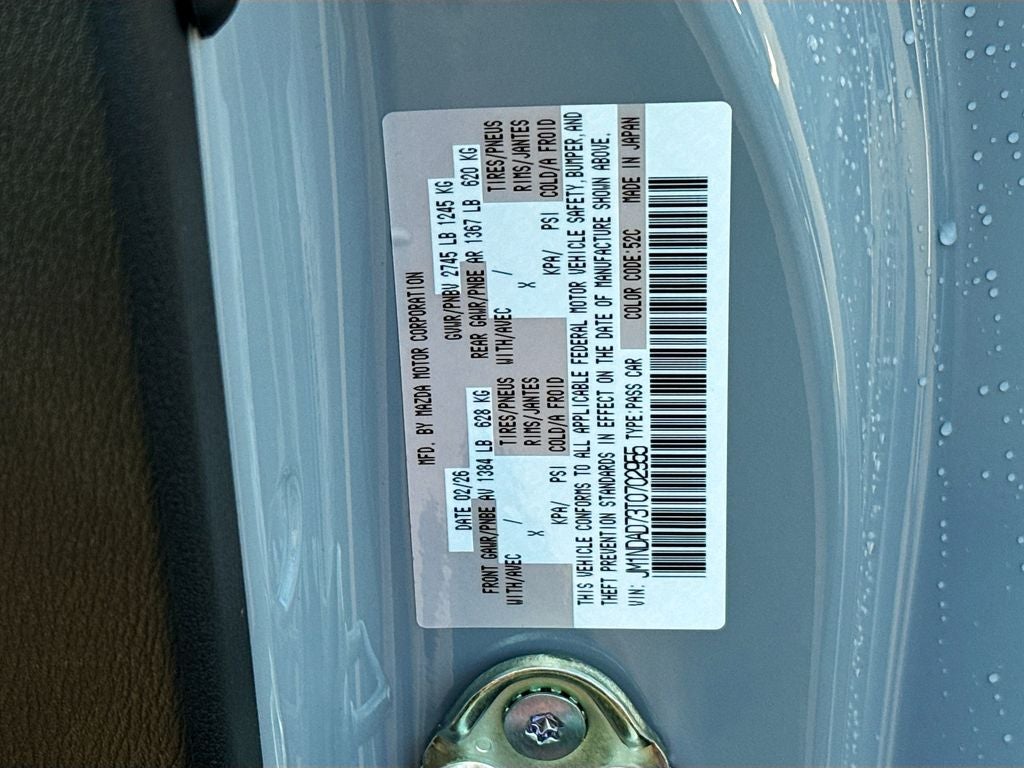 MFD. BY MAZDA MOTOR CORPORATION
DATE 02/26 GVWR/PNBV 2745 LB 1245 KG
FRONT GAWR/PNBE AV 1384 LB 628 KG REAR GAWR/PNBE AR 1367 LB 620 KG
WITH/AVEC / TIRES/PNEUS WITH/AVEC / TIRES/PNEUS
X RIMS/JANTES X RIMS/JANTES
KPA/ PSI COLD/A FROID KPA/ PSI COLD/A FROID
THIS VEHICLE CONFORMS TO ALL APPLICABLE FEDERAL MOTOR VEHICLE SAFETY, BUMPER, AND
THEFT PREVENTION STANDARDS IN EFFECT ON THE DATE OF MANUFACTURE SHOWN ABOVE.
VIN: JM1NDAD73T0702955 TYPE:PASS CAR COLOR CODE:52C MADE IN JAPAN